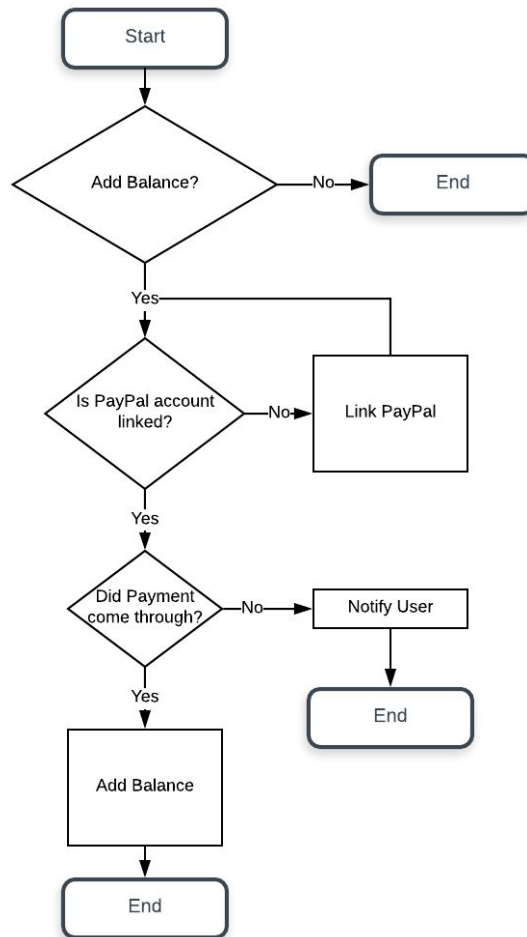 Start
Add Balance?
No
End
Yes
Is PayPal account
linked?
No
Link PayPal
Yes
Did Payment
come through?
No
Notify User
End
Yes
Add Balance
End